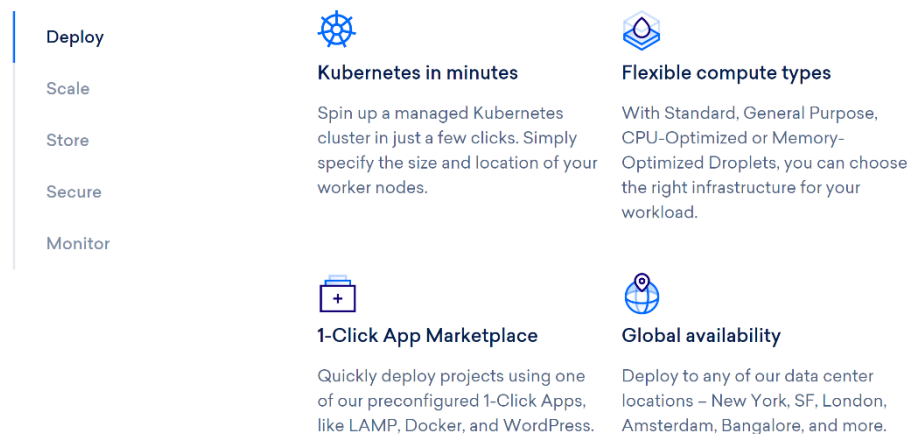 Deploy
Scale
Store
Secure
Monitor
Kubernetes in minutes
Spin up a managed Kubernetes
cluster in just a few clicks. Simply
specify the size and location of your
worker nodes.
Flexible compute types
With Standard, General Purpose,
CPU-Optimized or Memory-
Optimized Droplets, you can choose
the right infrastructure for your
workload.
1-Click App Marketplace
Quickly deploy projects using one
of our preconfigured 1-Click Apps,
like LAMP, Docker, and WordPress.
Global availability
Deploy to any of our data center
locations – New York, SF, London,
Amsterdam, Bangalore, and more.